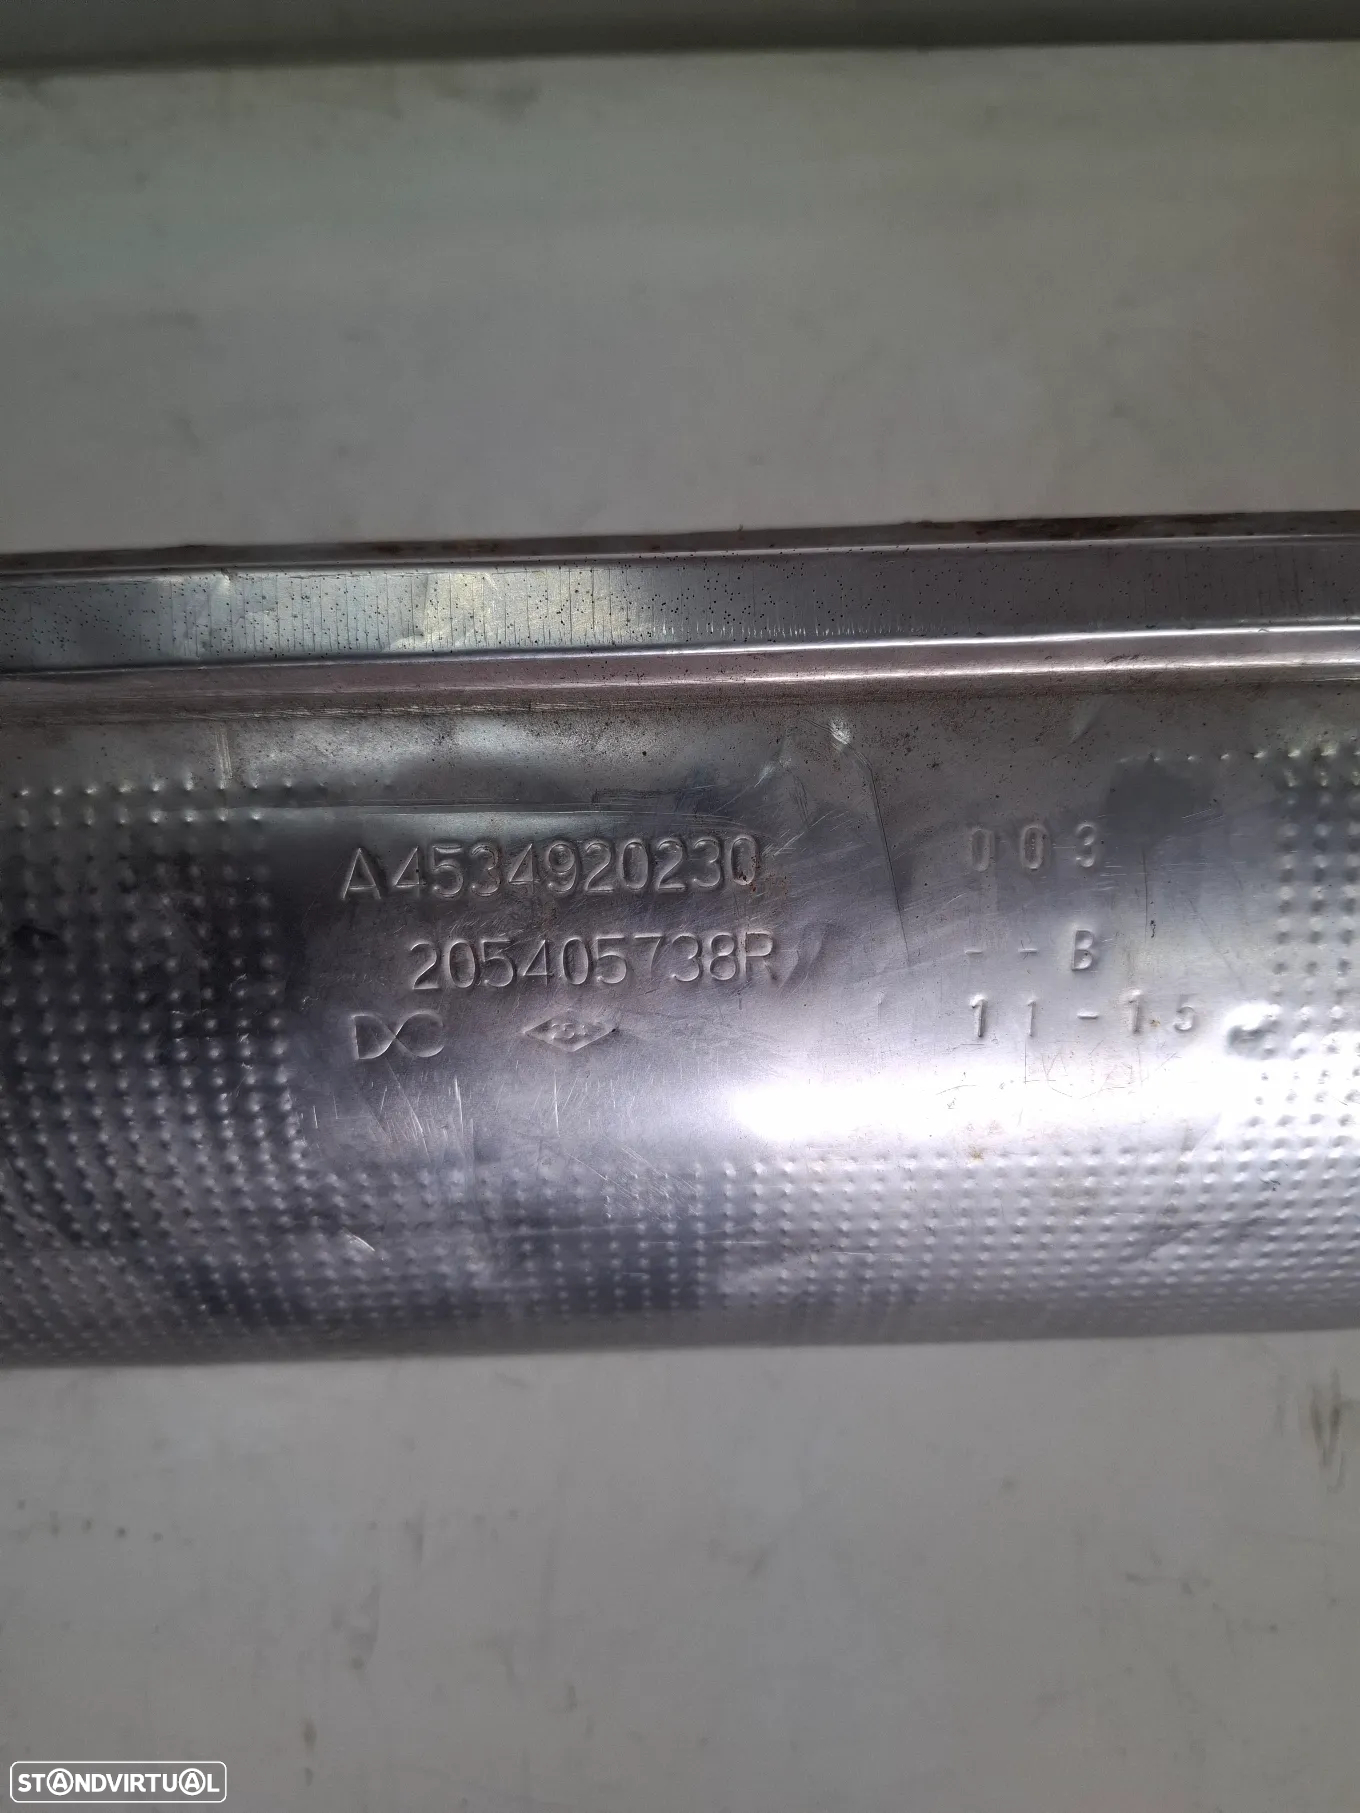 A4534920230
205405738R
003
--B
11-15
STANDVIRTUAL